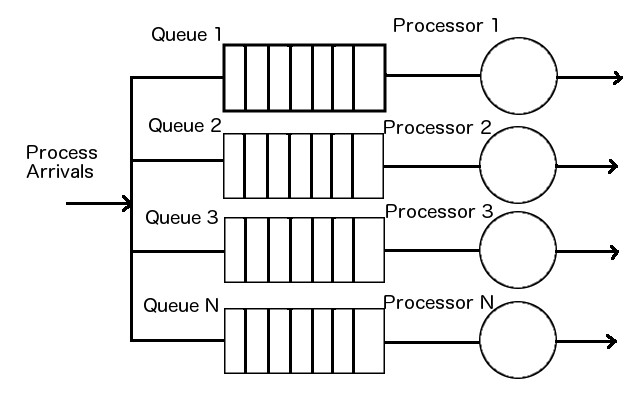 Queue 1
Processor 1
Queue 2
Processor 2
Process
Arrivals
Queue 3
Processor 3
Queue N
Processor N